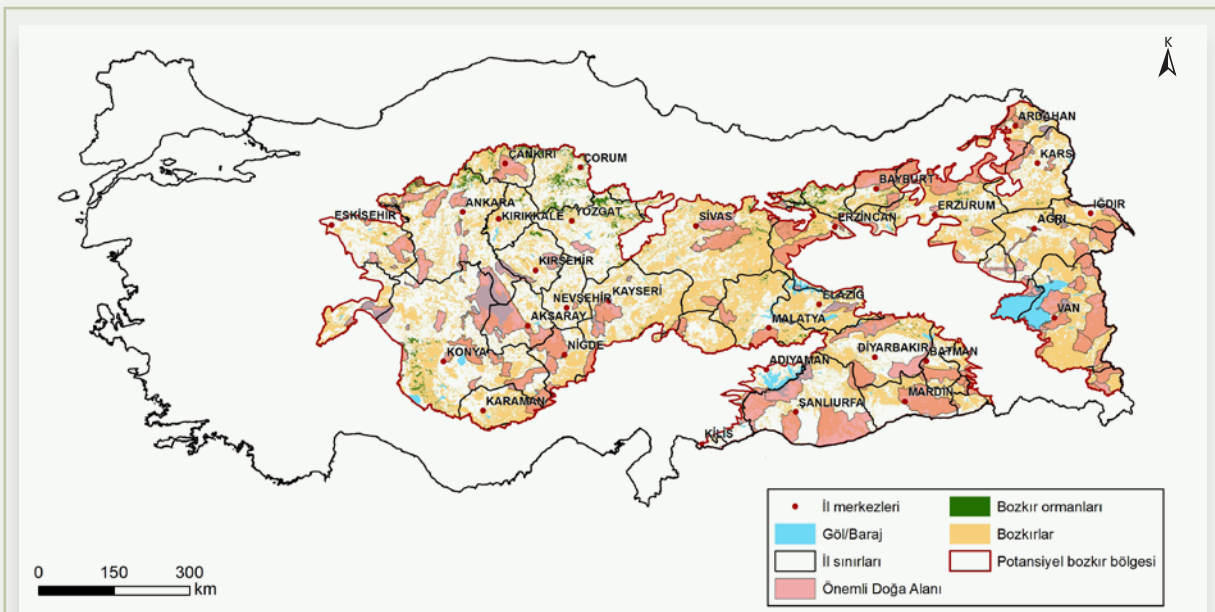 K
ARDAHAN
KARS
ÇANKIRI
ÇORUM
BAYBURT
ANKARA
ESKİŞEHİR
KIRIKKALE
YOZGAT
SİVAS
ERZİNCAN
ERZURUM
AĞRI
IĞDIR
KIRŞEHİR
NEVŞEHİR
KAYSERİ
ELAZIĞ
VAN
AKSARAY
MALATYA
KONYA
NİĞDE
ADIYAMAN
DİYARBAKIR
BATMAN
KARAMAN
ŞANLIURFA
MARDİN
KİLİS
İl merkezleri
Göl/Baraj
İl sınırları
Önemli Doğa Alanı
Bozkır ormanları
Bozkırlar
Potansiyel bozkır bölgesi
0 150 300
km